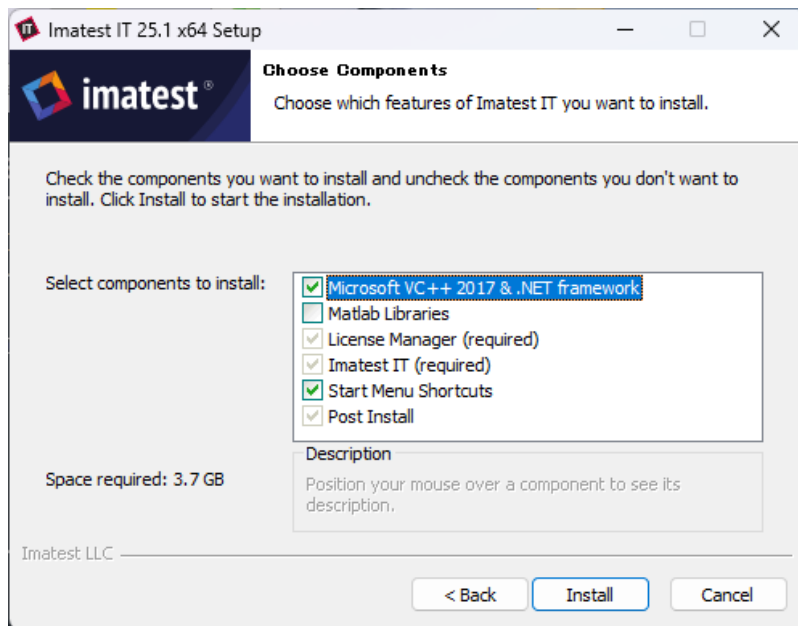 Imatest IT 25.1 x64 Setup
imatest®
Choose Components
Choose which features of Imatest IT you want to install.
Check the components you want to install and uncheck the components you don't want to
install. Click Install to start the installation.
Select components to install:
Microsoft VC++ 2017 & .NET framework
Matlab Libraries
License Manager (required)
Imatest IT (required)
Start Menu Shortcuts
Post Install
Space required: 3.7 GB
Description
Position your mouse over a component to see its
description.
Imatest LLC
< Back
Install
Cancel